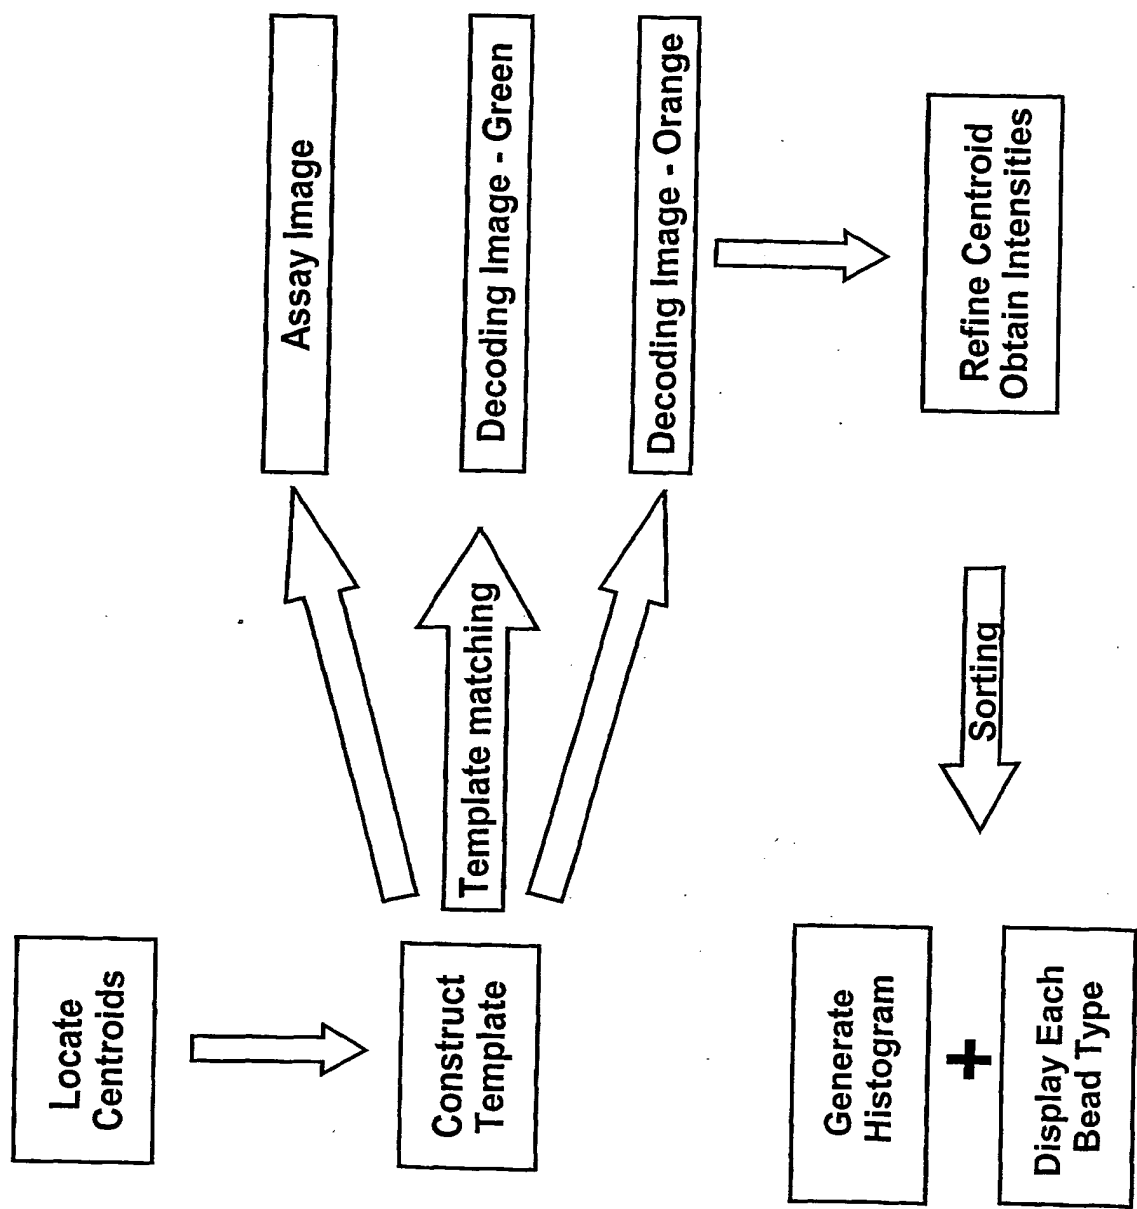 Locate
Centroids
Construct
Template
Template matching
Assay Image
Decoding Image - Green
Decoding Image - Orange
Refine Centroid
Obtain Intensities
Sorting
Generate
Histogram
+
Display Each
Bead Type